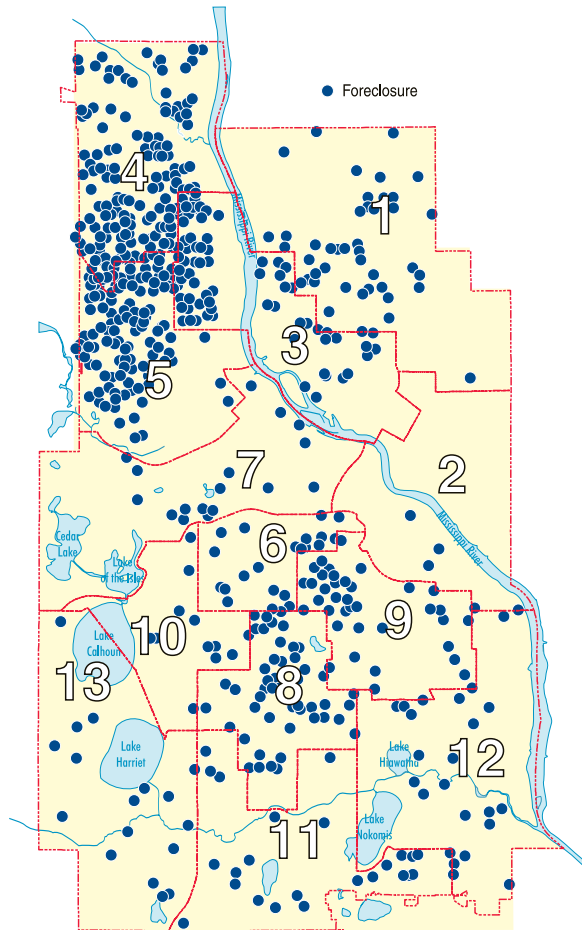 Foreclosure
4
1
Mississippi
River
3
5
7
2
Mississippi River
6
Cedar
Lake
Lake
of the Isles
9
10
Lake
Calhoun
13
8
12
Lake
Harriet
Lake
Hiawatha
11
Lake
Nokomis